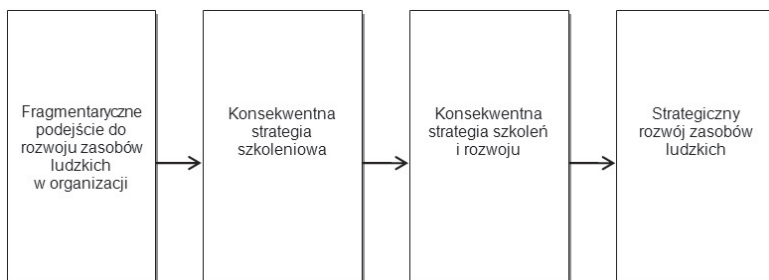 Fragmentaryczne
podejście do
rozwoju zasobów
ludzkich
w organizacji
Konsekwentna
strategia
szkoleniowa
Konsekwentna
strategia szkoleń
i rozwoju
Strategiczny
rozwój zasobów
ludzkich